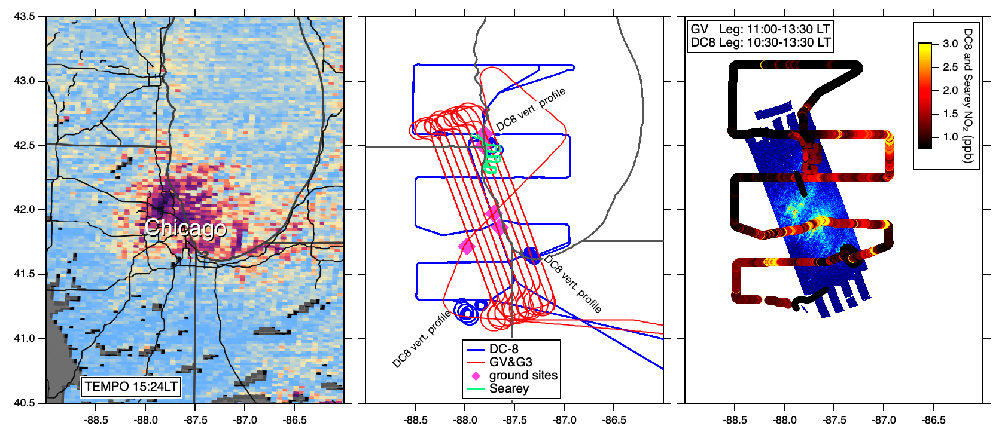 43.5
43.0
42.5
42.0
41.5
41.0
40.5
-88.5
-88.0
-87.5
-87.0
-86.5
Chicago
TEMPO 15:24LT
DC8 vert. profile
DC8 vert. profile
DC8 vert. profile
DC-8
GV&G3
ground sites
Searey
-88.5
-88.0
-87.5
-87.0
-86.5
GV Leg: 11:00-13:30 LT
DC8 Leg: 10:30-13:30 LT
3.0
2.5
2.0
1.5
1.0
DC8 and Searey NO₂ (ppb)
-88.5
-88.0
-87.5
-87.0
-86.5